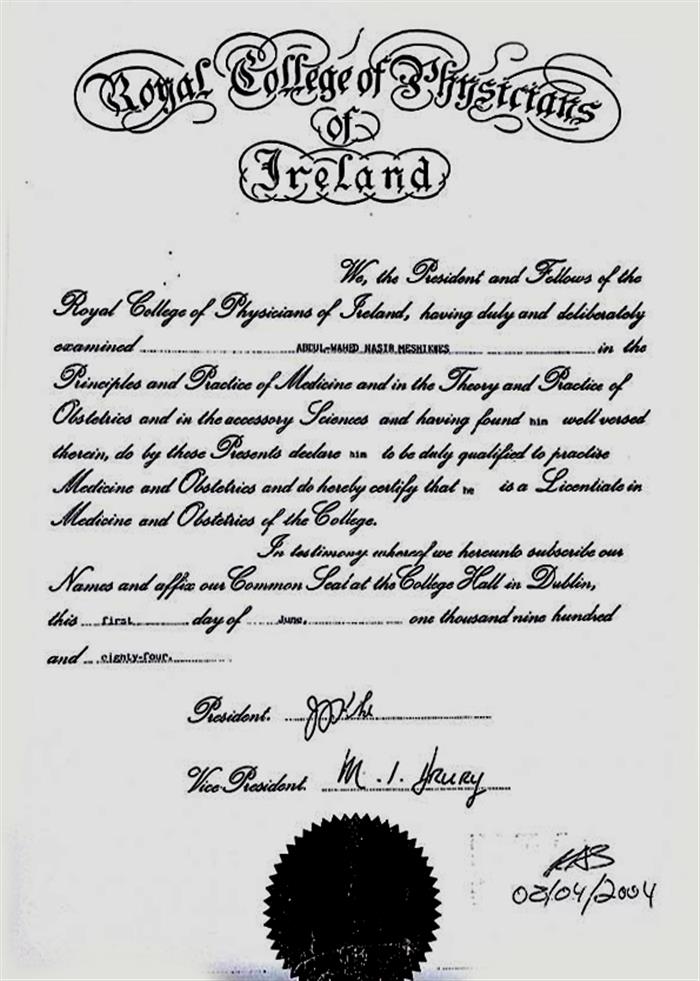 Royal College of Physicians
of
Ireland
We, the President and Fellows of the
Royal College of Physicians of Ireland, having duly and deliberately
examined ABDUL-WAHED NASIR MESHIKHES in the
Principles and Practice of Medicine and in the Theory and Practice of
Obstetrics and in the accessory Sciences and having found him well versed
therein, do by these Presents declare him to be duly qualified to practise
Medicine and Obstetrics and do hereby certify that he is a Licentiate in
Medicine and Obstetrics of the College.
In testimony whereof we hereunto subscribe our
Names and affix our Common Seal at the College Hall in Dublin,
this first day of June, one thousand nine hundred
and eighty-four.
President.
Vice-President. M. I. Drury
03/04/2004